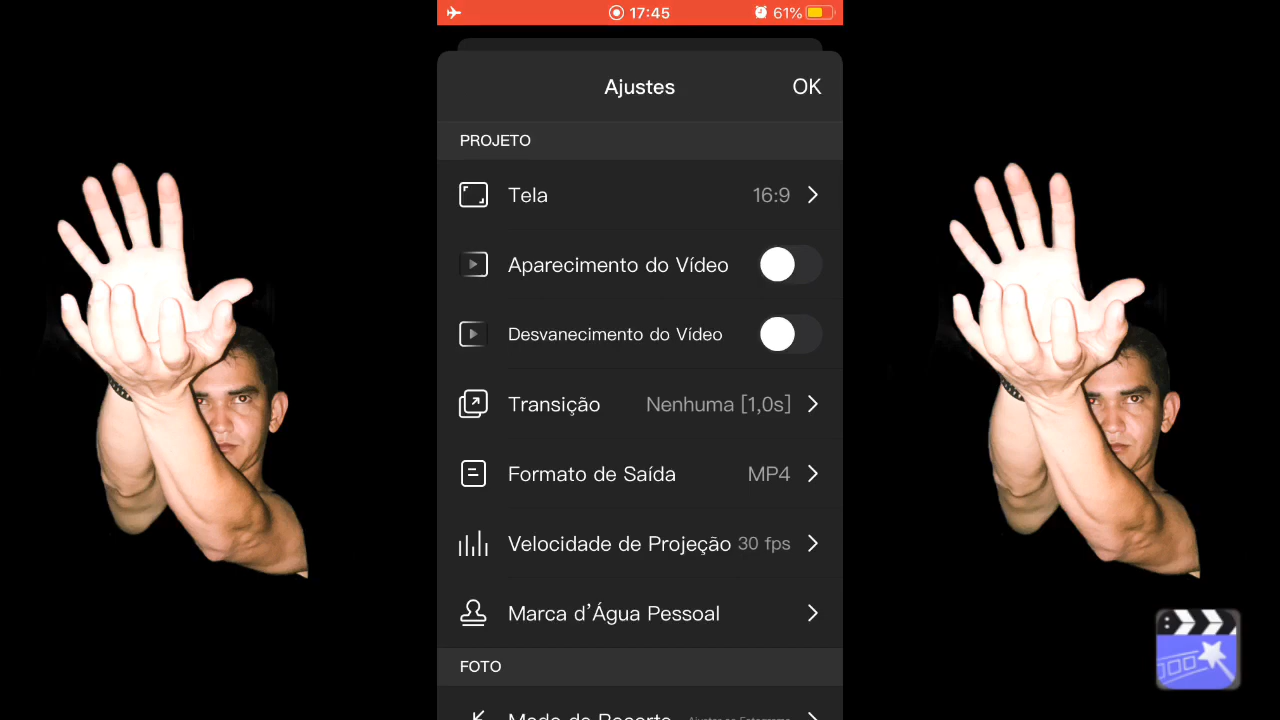 17:45
61%
Ajustes
OK
PROJETO
Tela 16:9
Aparecimento do Vídeo
Desvanecimento do Vídeo
Transição Nenhuma [1,0s]
Formato de Saída MP4
Velocidade de Projeção 30 fps
Marca d’Água Pessoal
FOTO